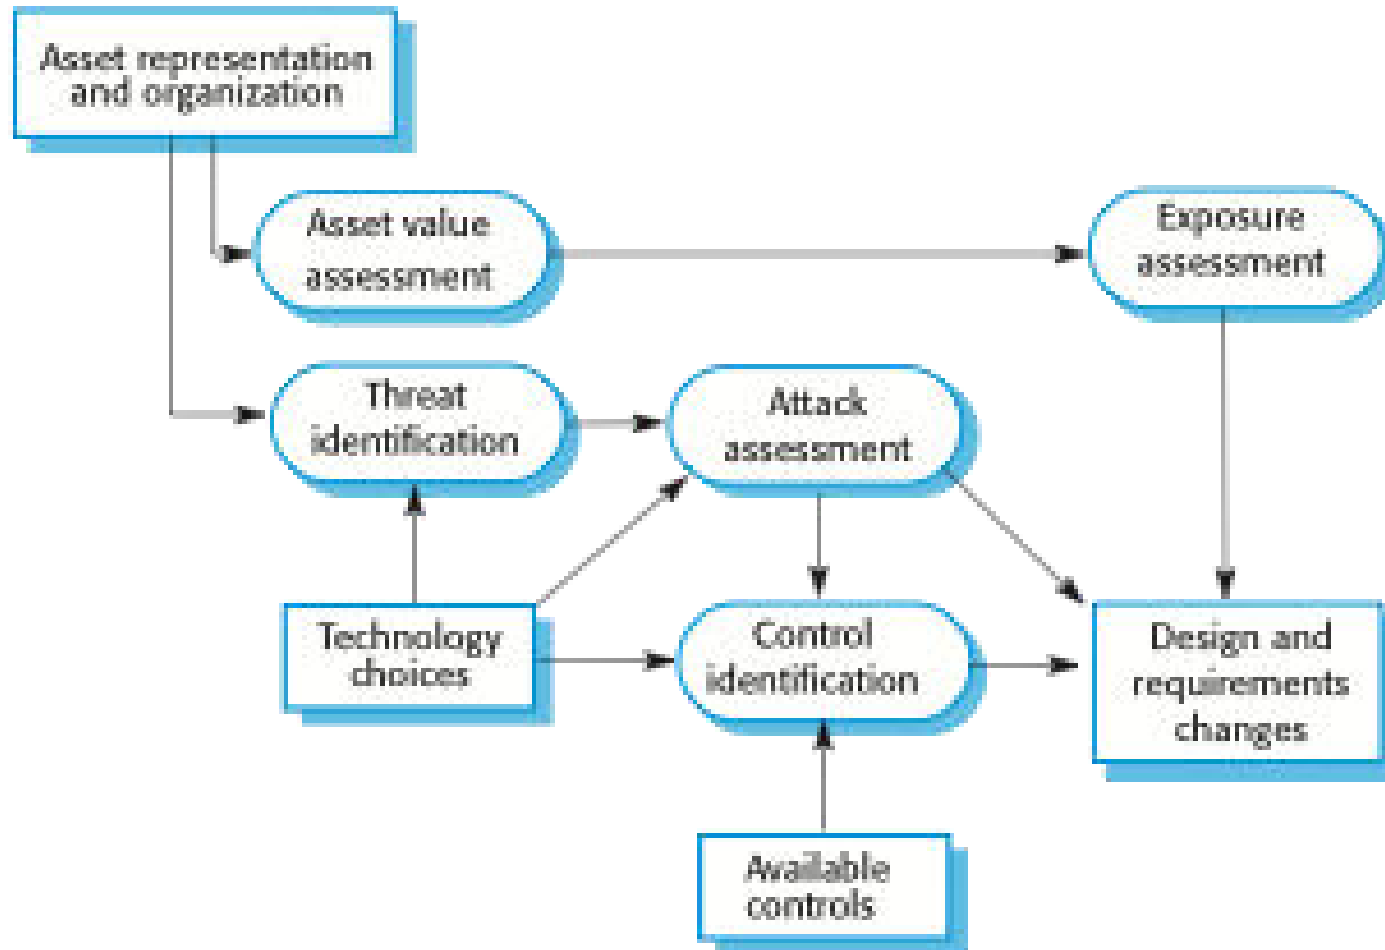 Asset representation
and organization
Asset value
assessment
Exposure
assessment
Threat
identification
Attack
assessment
Technology
choices
Control
identification
Design and
requirements
changes
Available
controls